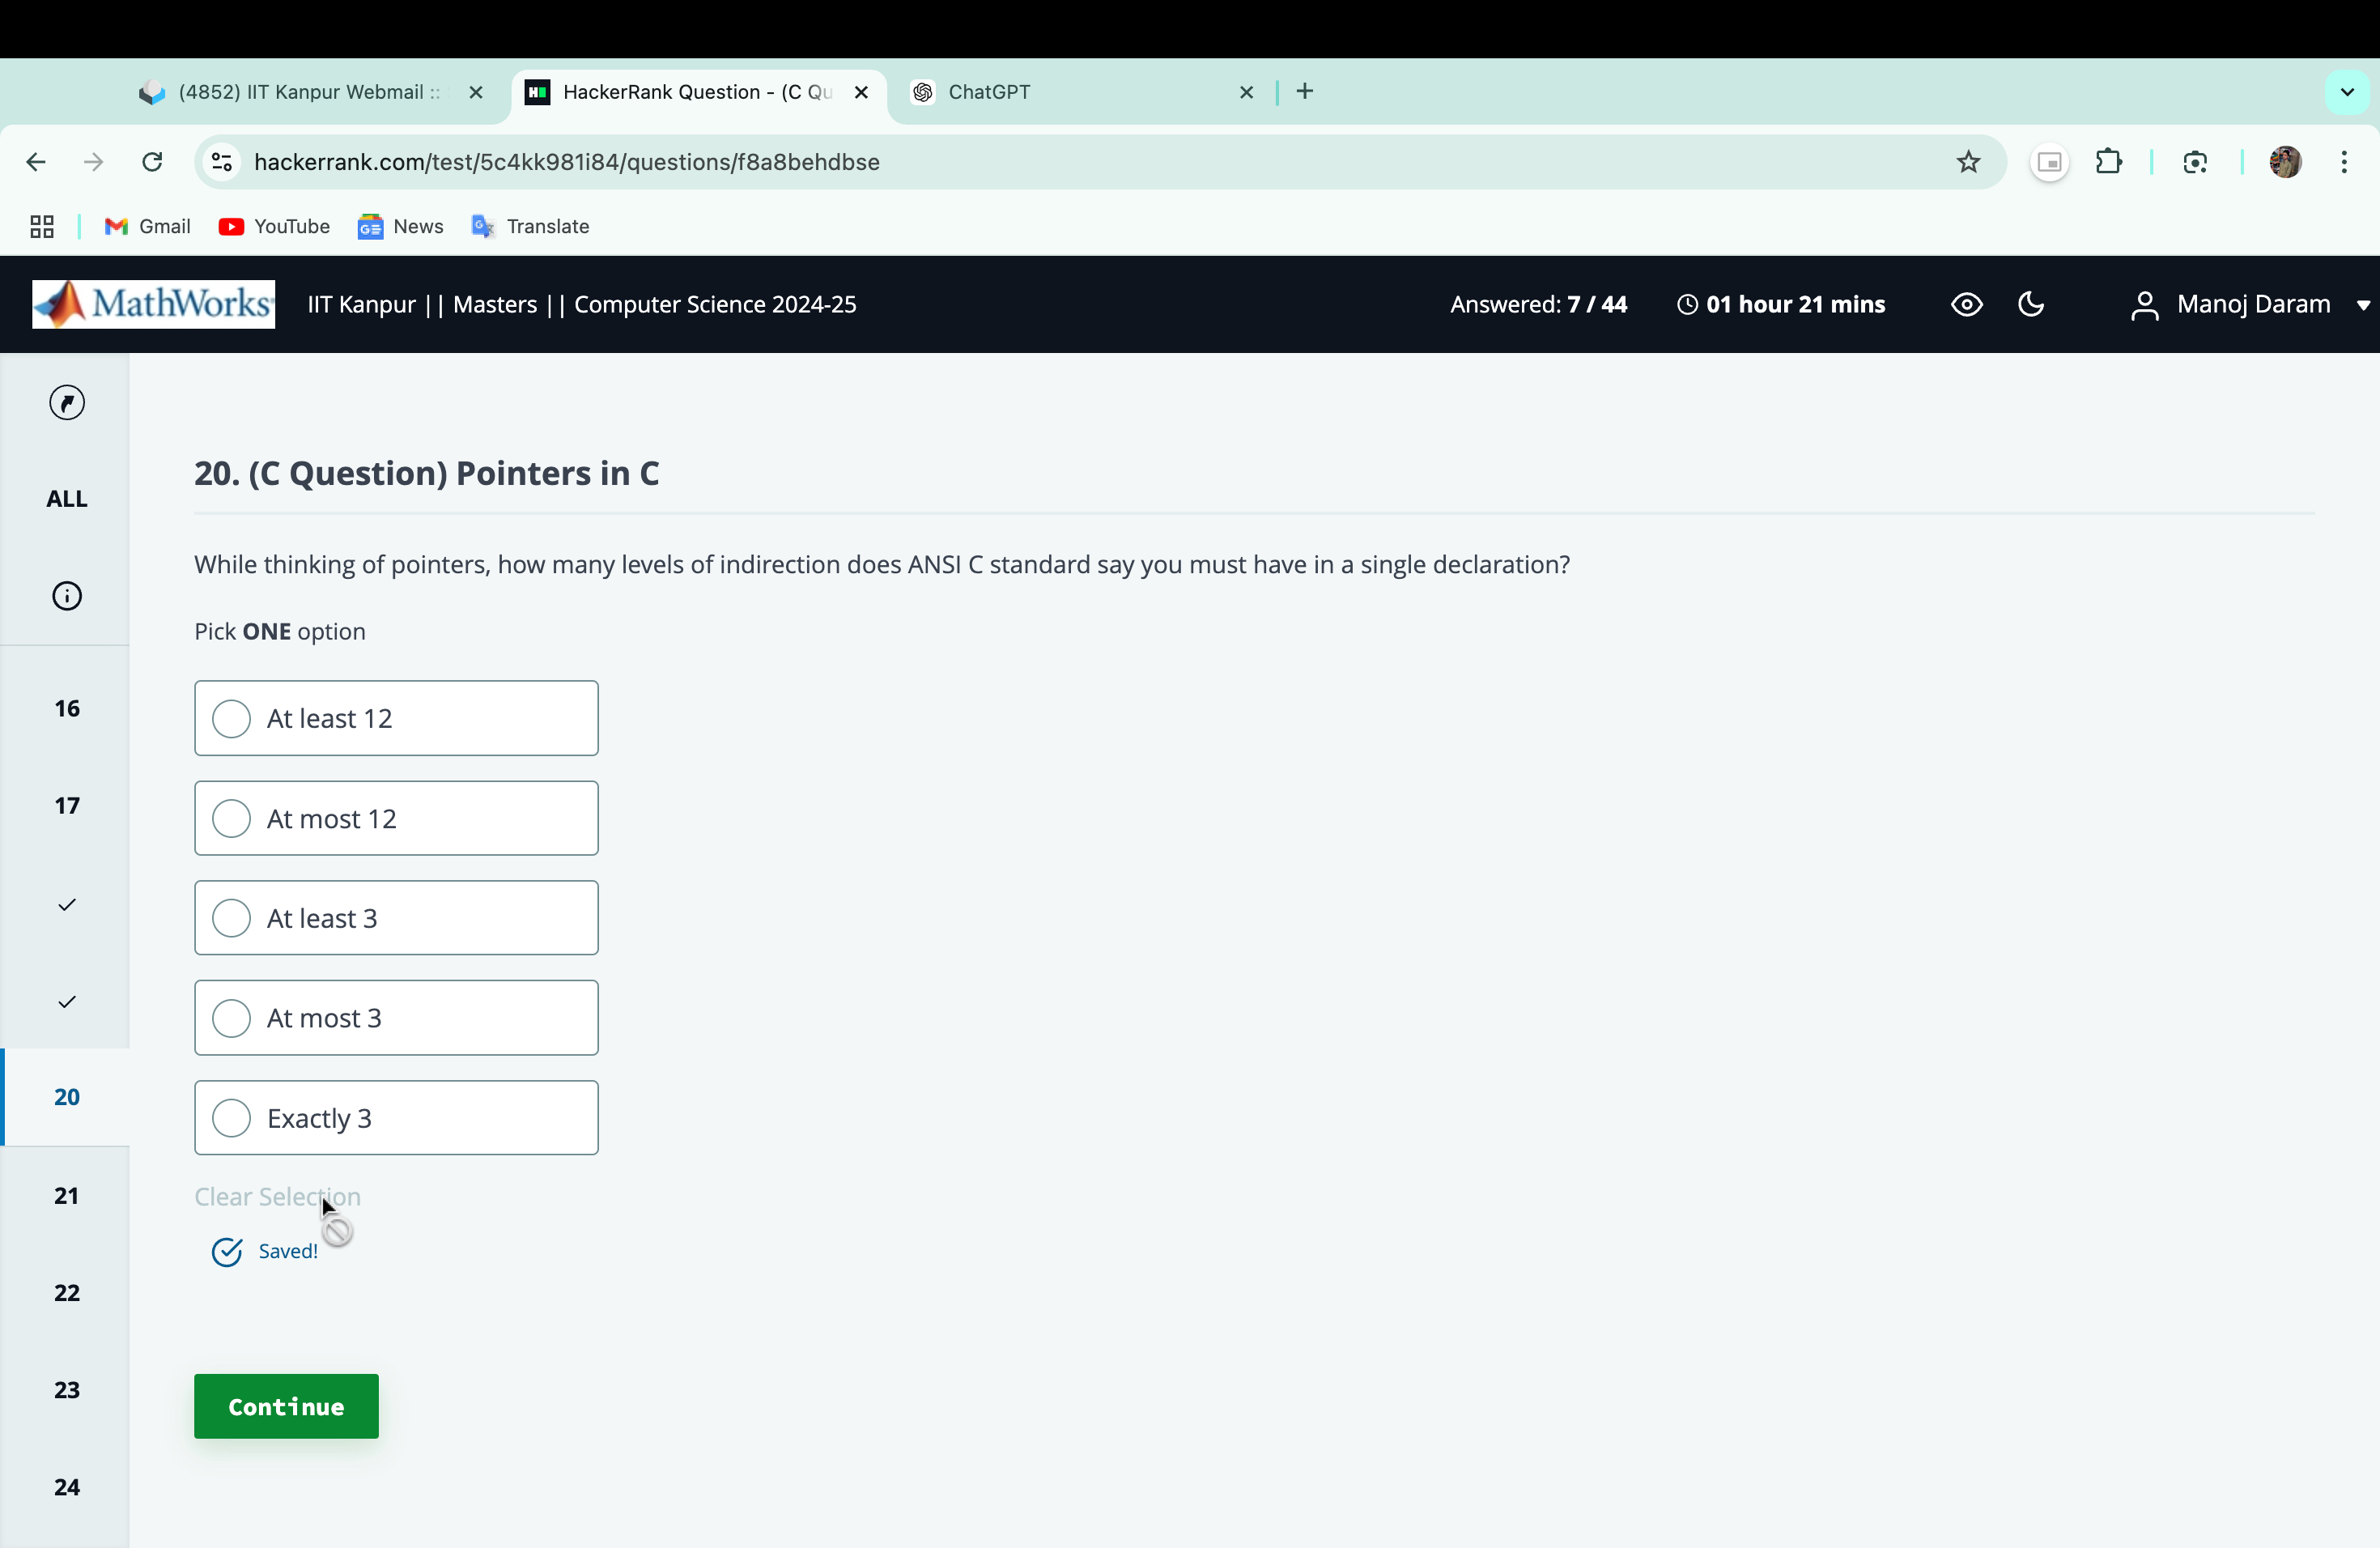 (4852) IIT Kanpur Webmail ::
HackerRank Question - (C Qu
ChatGPT
hackerrank.com/test/5c4kk981i84/questions/f8a8behdbse
Gmail
YouTube
News
Translate
MathWorks
IIT Kanpur || Masters || Computer Science 2024-25
Answered: 7 / 44
01 hour 21 mins
Manoj Daram
ALL
16
17
20
21
22
23
24
20. (C Question) Pointers in C
While thinking of pointers, how many levels of indirection does ANSI C standard say you must have in a single declaration?
Pick ONE option
At least 12
At most 12
At least 3
At most 3
Exactly 3
Clear Selection
Saved!
Continue